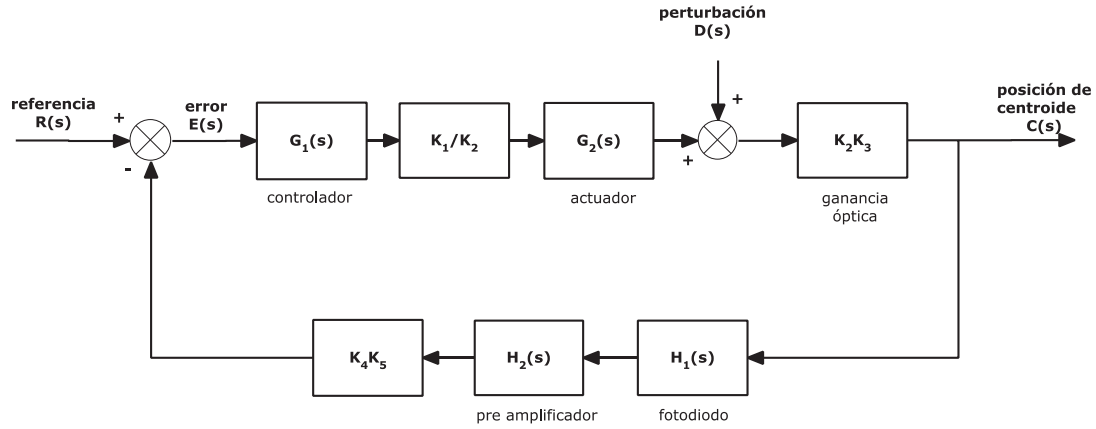 perturbación
D(s)
referencia
R(s)
+
-
error
E(s)
G₁(s)
controlador
K₁/K₂
G₂(s)
actuador
+
+
K₂K₃
ganancia
óptica
posición de
centroide
C(s)
K₄K₅
H₂(s)
pre amplificador
H₁(s)
fotodiodo